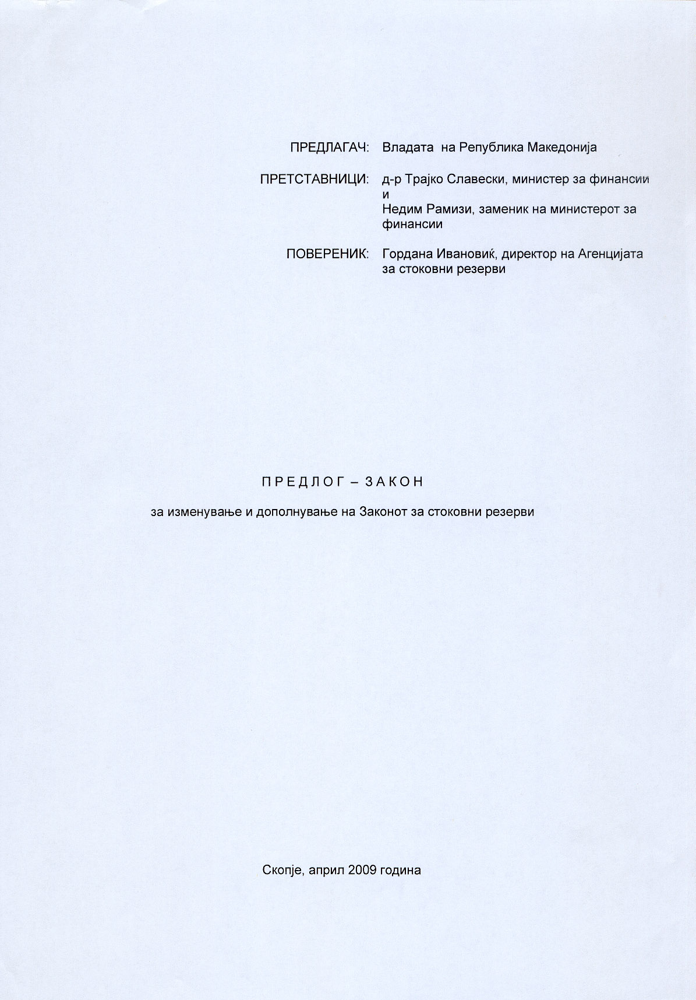 ПРЕДЛАГАЧ: Владата на Република Македонија
ПРЕТСТАВНИЦИ: д-р Трајко Славески, министер за финансии
и
Недим Рамизи, заменик на министерот за
финансии
ПОВЕРЕНИК: Гордана Ивановиќ, директор на Агенцијата
за стоковни резерви
П Р Е Д Л О Г – З А К О Н
за изменување и дополнување на Законот за стоковни резерви
Скопје, април 2009 година